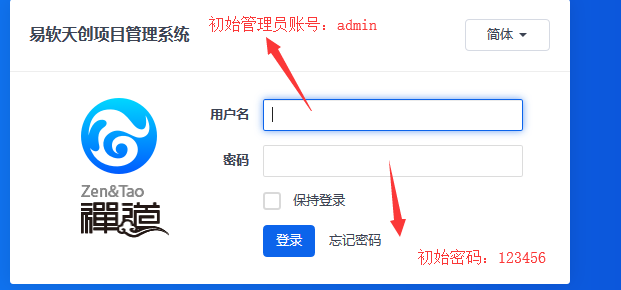 易软天创项目管理系统
初始管理员账号：admin
简体
用户名
密码
Zen&Tao
禪道
保持登录
登录
忘记密码
初始密码：123456